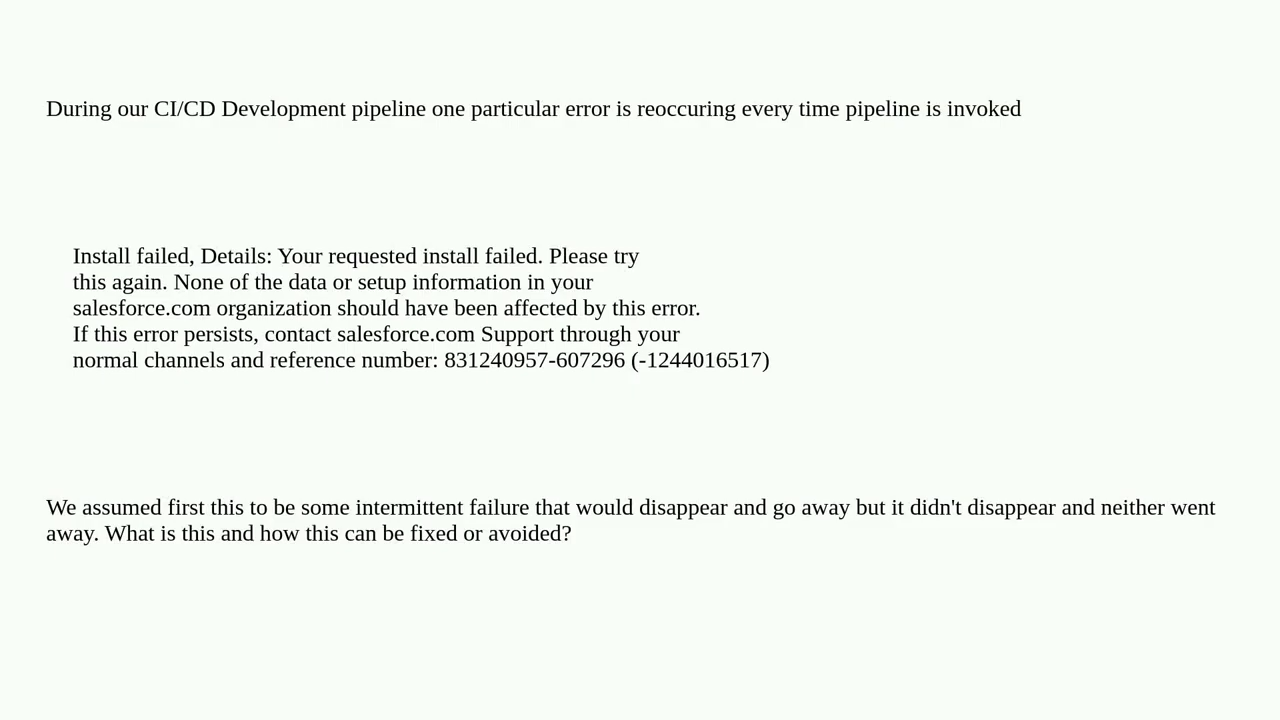 During our CI/CD Development pipeline one particular error is reoccuring every time pipeline is invoked
Install failed, Details: Your requested install failed. Please try
this again. None of the data or setup information in your
salesforce.com organization should have been affected by this error.
If this error persists, contact salesforce.com Support through your
normal channels and reference number: 831240957-607296 (-1244016517)
We assumed first this to be some intermittent failure that would disappear and go away but it didn't disappear and neither went
away. What is this and how this can be fixed or avoided?